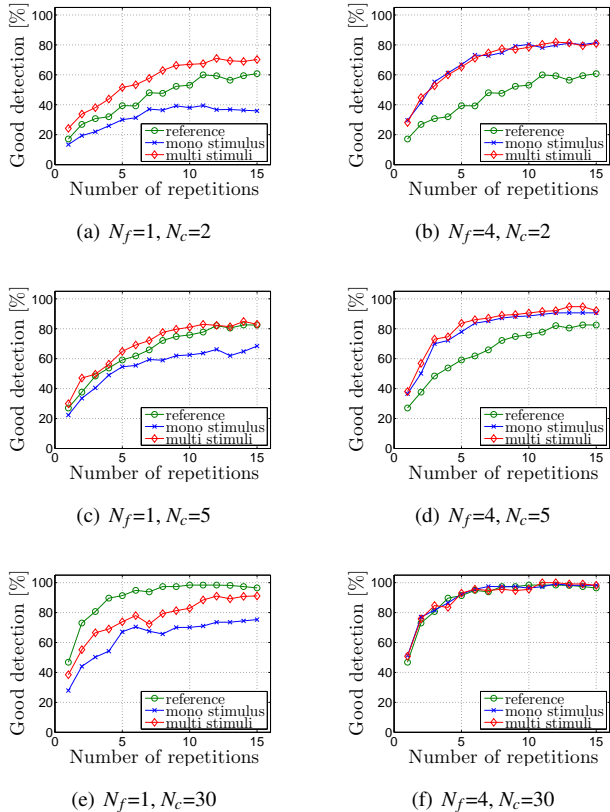 Good detection [%]
100
80
60
40
20
0
0 5 10 15
reference
mono stimulus
multi stimuli
Number of repetitions
(a) N_f=1, N_c=2
Good detection [%]
100
80
60
40
20
0
0 5 10 15
reference
mono stimulus
multi stimuli
Number of repetitions
(b) N_f=4, N_c=2
Good detection [%]
100
80
60
40
20
0
0 5 10 15
reference
mono stimulus
multi stimuli
Number of repetitions
(c) N_f=1, N_c=5
Good detection [%]
100
80
60
40
20
0
0 5 10 15
reference
mono stimulus
multi stimuli
Number of repetitions
(d) N_f=4, N_c=5
Good detection [%]
100
80
60
40
20
0
0 5 10 15
reference
mono stimulus
multi stimuli
Number of repetitions
(e) N_f=1, N_c=30
Good detection [%]
100
80
60
40
20
0
0 5 10 15
reference
mono stimulus
multi stimuli
Number of repetitions
(f) N_f=4, N_c=30